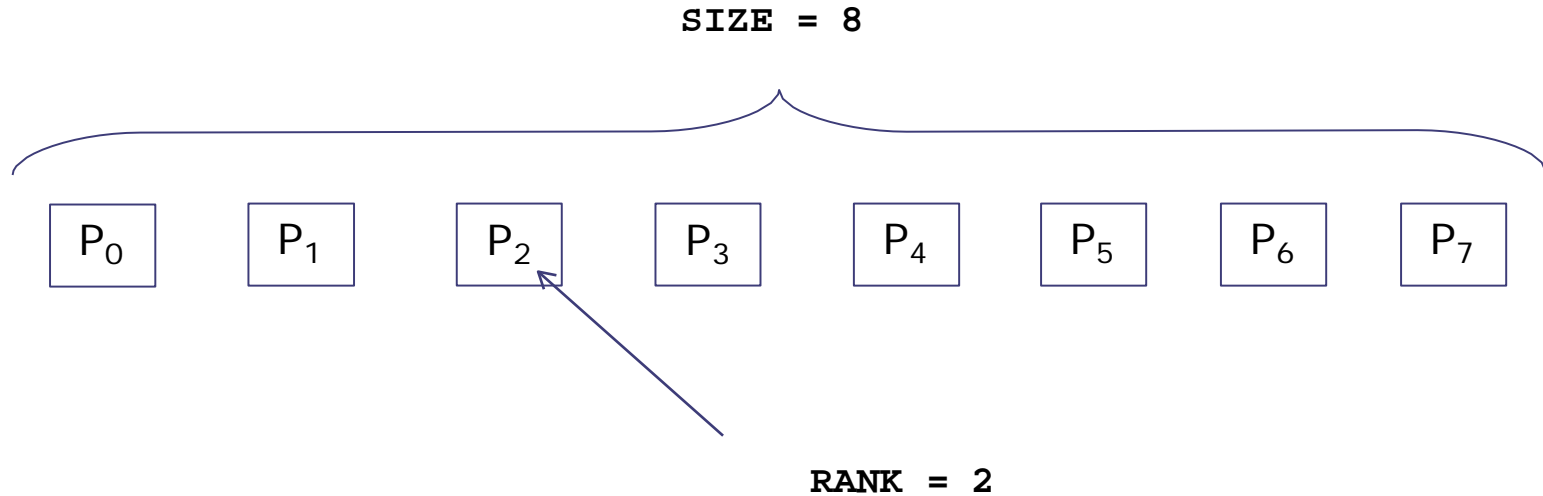 SIZE = 8
P₀ P₁ P₂ P₃ P₄ P₅ P₆ P₇
RANK = 2